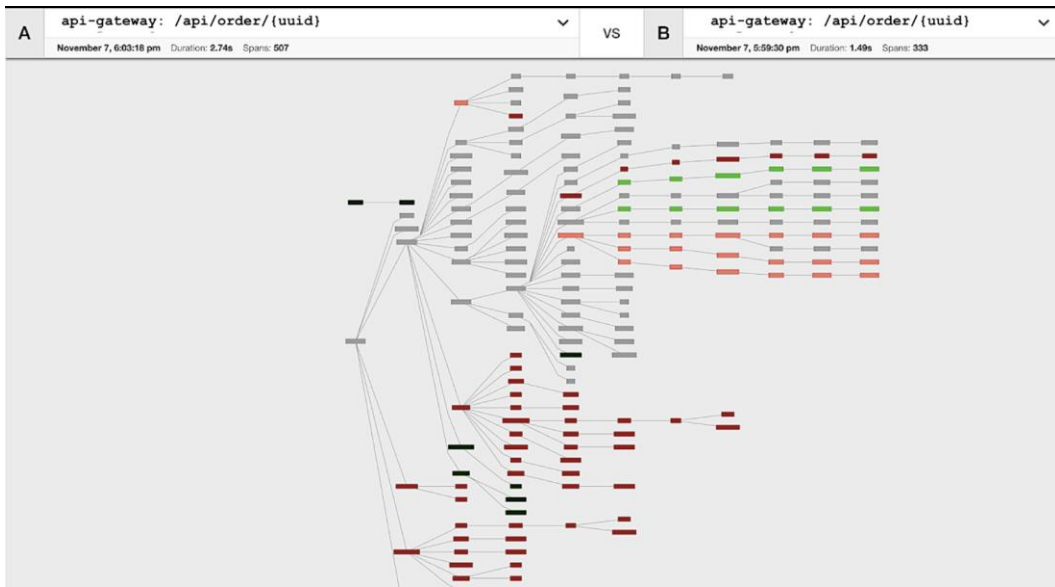 A
api-gateway: /api/order/{uuid}
November 7, 6:03:18 pm Duration: 2.74s Spans: 507
VS
B
api-gateway: /api/order/{uuid}
November 7, 5:59:30 pm Duration: 1.49s Spans: 333